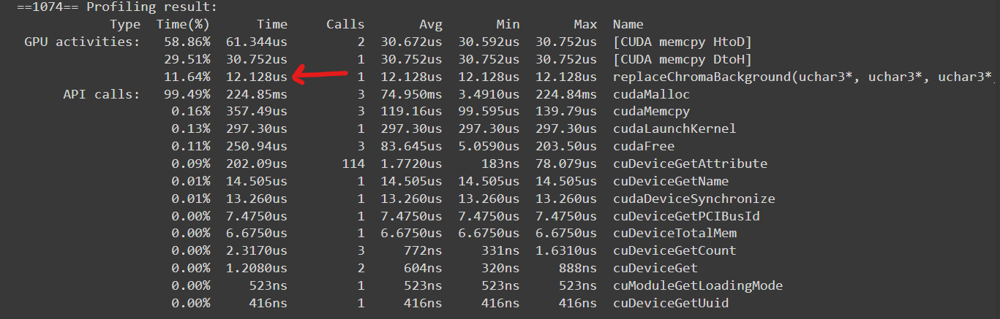 ==1074== Profiling result:
Type Time(%) Time Calls Avg Min Max Name
GPU activities: 58.86% 61.344us 2 30.672us 30.592us 30.752us [CUDA memcpy HtoD]
29.51% 30.752us 1 30.752us 30.752us 30.752us [CUDA memcpy DtoH]
11.64% 12.128us 1 12.128us 12.128us 12.128us replaceChromaBackground(uchar3*, uchar3*, uchar3*,
API calls: 99.49% 224.85ms 3 74.950ms 3.4910us 224.84ms cudaMalloc
0.16% 357.49us 3 119.16us 99.595us 139.79us cudaMemcpy
0.13% 297.30us 1 297.30us 297.30us 297.30us cudaLaunchKernel
0.11% 250.94us 3 83.645us 5.0590us 203.50us cudaFree
0.09% 202.09us 114 1.7720us 183ns 78.079us cuDeviceGetAttribute
0.01% 14.505us 1 14.505us 14.505us 14.505us cuDeviceGetName
0.01% 13.260us 1 13.260us 13.260us 13.260us cudaDeviceSynchronize
0.00% 7.4750us 1 7.4750us 7.4750us 7.4750us cuDeviceGetPCIBusId
0.00% 6.6750us 1 6.6750us 6.6750us 6.6750us cuDeviceTotalMem
0.00% 2.3170us 3 772ns 331ns 1.6310us cuDeviceGetCount
0.00% 1.2080us 2 604ns 320ns 888ns cuDeviceGet
0.00% 523ns 1 523ns 523ns 523ns cuModuleGetLoadingMode
0.00% 416ns 1 416ns 416ns 416ns cuDeviceGetUuid